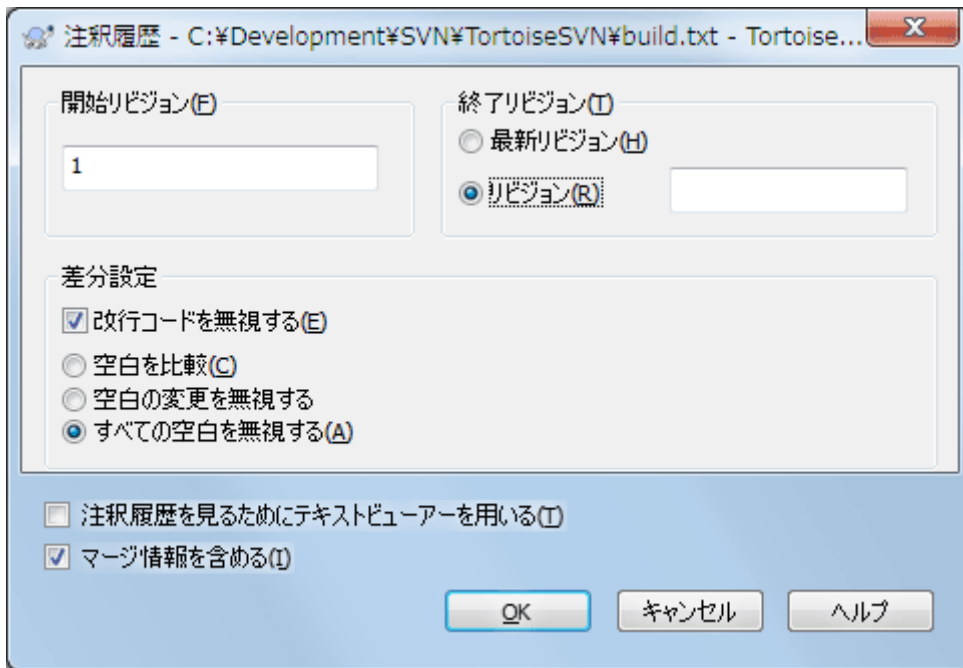 注釈履歴 - C:¥Development¥SVN¥TortoiseSVN¥build.txt - Tortoise...
開始リビジョン(F)
1
終了リビジョン(T)
最新リビジョン(H)
リビジョン(R)
差分設定
改行コードを無視する(E)
空白を比較(C)
空白の変更を無視する
すべての空白を無視する(A)
注釈履歴を見るためにテキストビューアーを用いる(T)
マージ情報を含める(I)
OK
キャンセル
ヘルプ